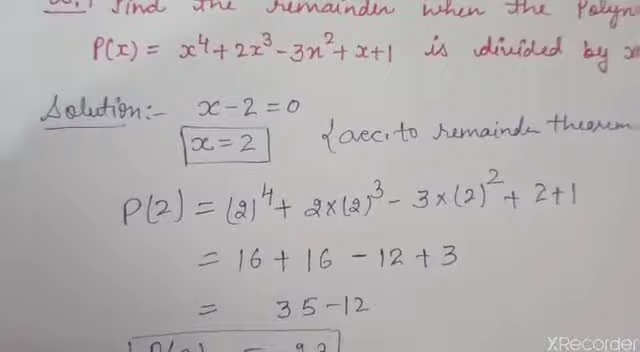 Find the remainder when the Polyn
P(x) = x⁴ + 2x³ - 3x² + x + 1 is divided by x
Solution:- x - 2 = 0
x = 2 {acc. to remainder theorem
P(2) = (2)⁴ + 2×(2)³ - 3×(2)² + 2+1
= 16 + 16 - 12 + 3
= 35 - 12
XRecorder